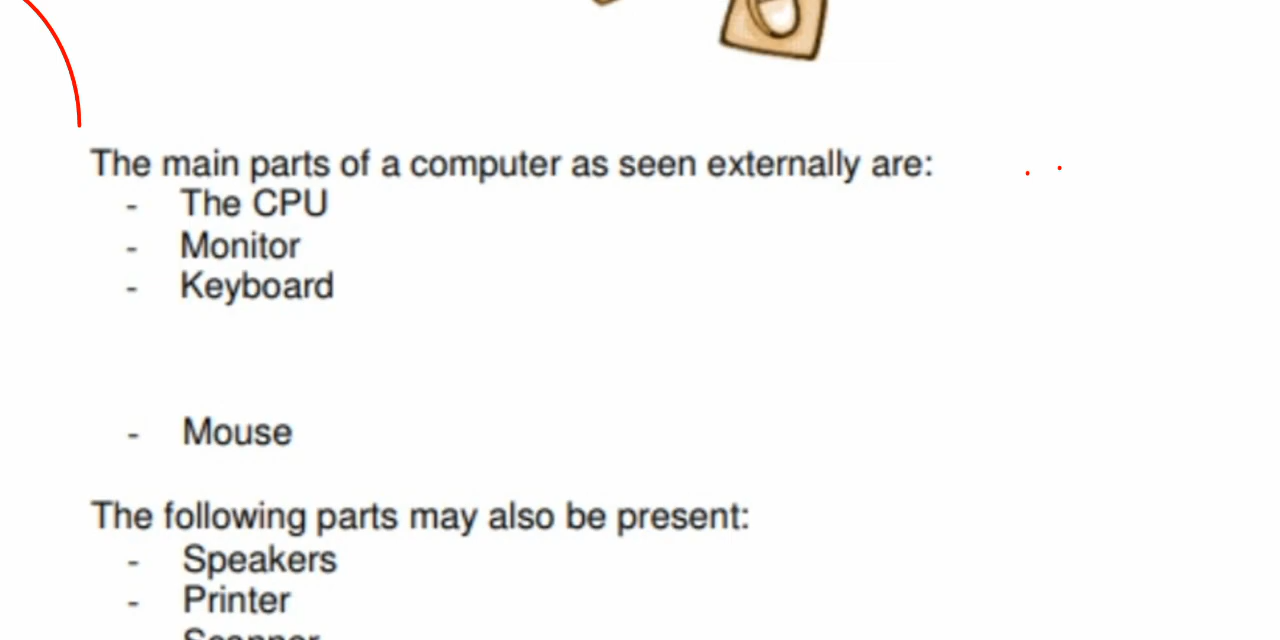 The main parts of a computer as seen externally are:
- The CPU
- Monitor
- Keyboard
- Mouse
The following parts may also be present:
- Speakers
- Printer
Scanner